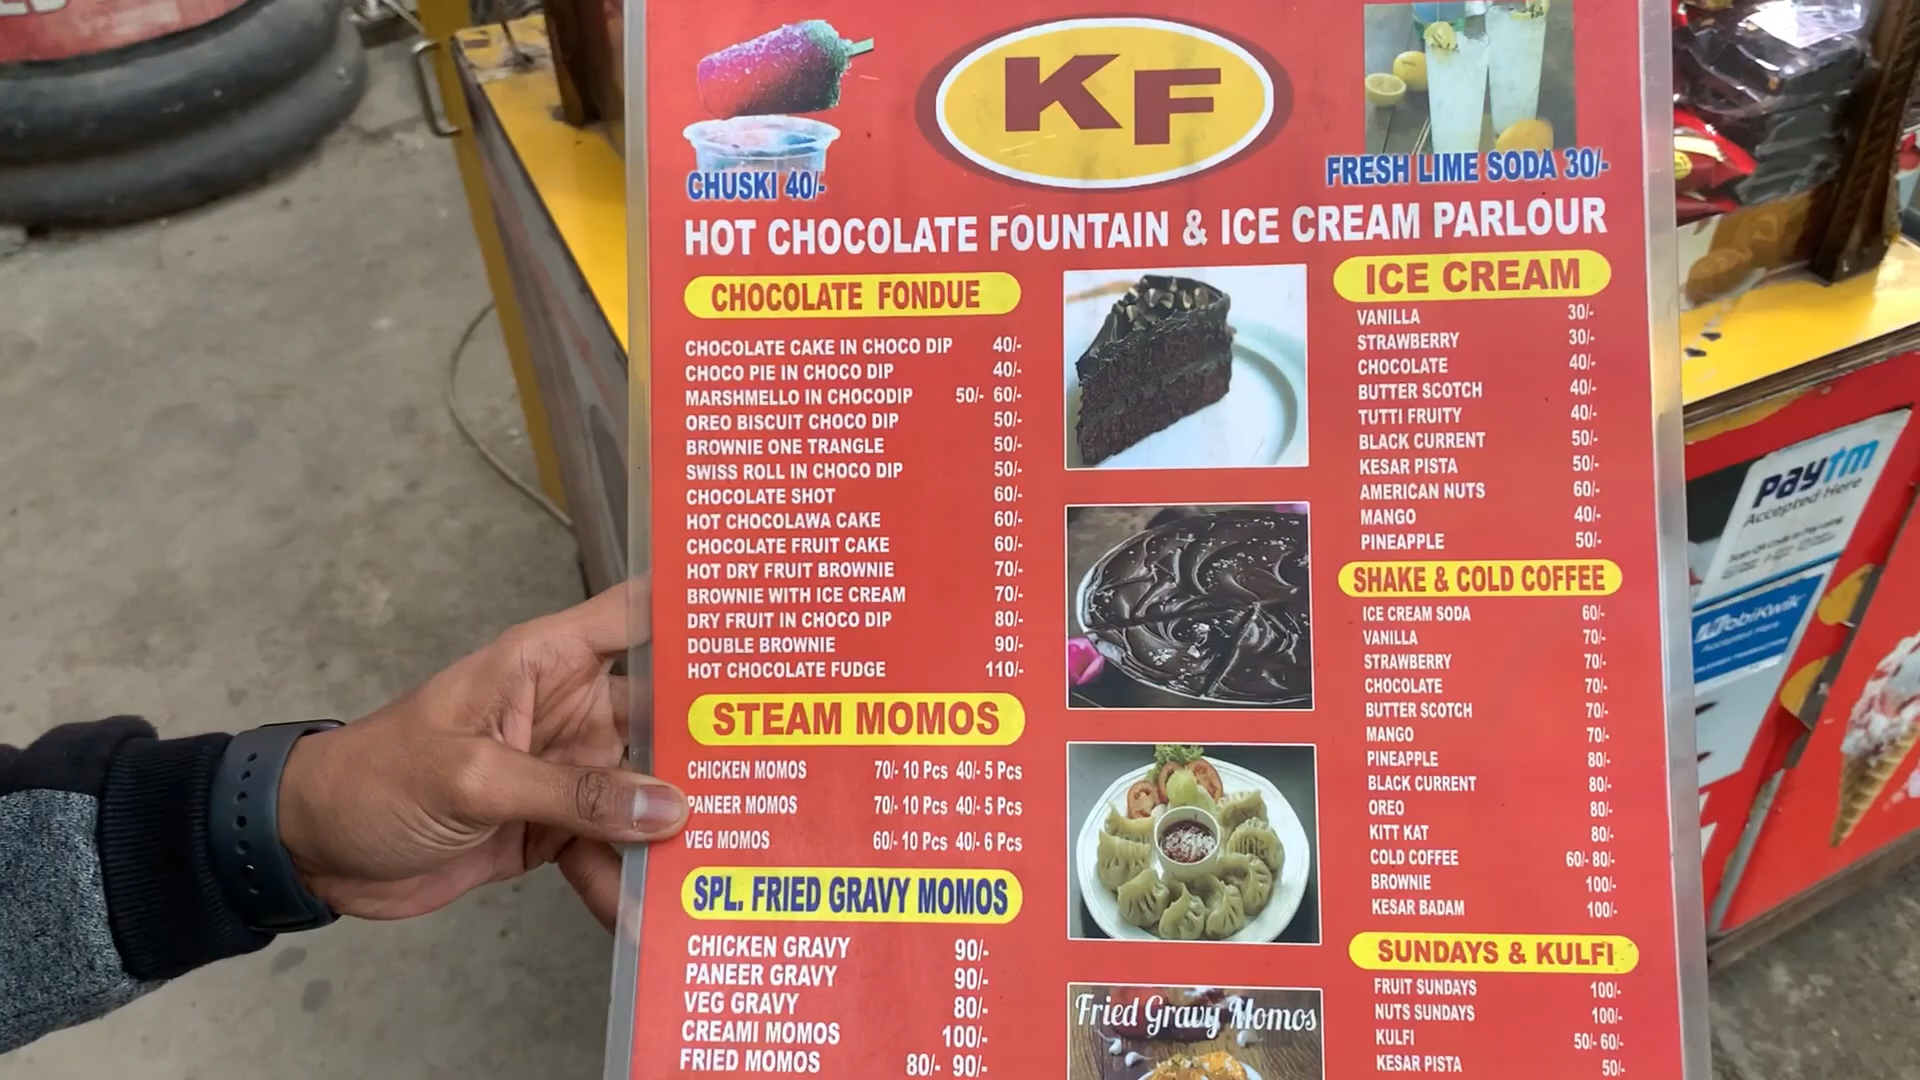 KF
CHUSKI 40/-
FRESH LIME SODA 30/-
HOT CHOCOLATE FOUNTAIN & ICE CREAM PARLOUR
CHOCOLATE FONDUE
CHOCOLATE CAKE IN CHOCO DIP 40/-
CHOCO PIE IN CHOCO DIP 40/-
MARSHMELLO IN CHOCODIP 50/- 60/-
OREO BISCUIT CHOCO DIP 50/-
BROWNIE ONE TRANGLE 50/-
SWISS ROLL IN CHOCO DIP 50/-
CHOCOLATE SHOT 60/-
HOT CHOCOLAWA CAKE 60/-
CHOCOLATE FRUIT CAKE 60/-
HOT DRY FRUIT BROWNIE 70/-
BROWNIE WITH ICE CREAM 70/-
DRY FRUIT IN CHOCO DIP 80/-
DOUBLE BROWNIE 90/-
HOT CHOCOLATE FUDGE 110/-
STEAM MOMOS
CHICKEN MOMOS 70/- 10 Pcs 40/- 5 Pcs
PANEER MOMOS 70/- 10 Pcs 40/- 5 Pcs
VEG MOMOS 60/- 10 Pcs 40/- 6 Pcs
SPL. FRIED GRAVY MOMOS
CHICKEN GRAVY 90/-
PANEER GRAVY 90/-
VEG GRAVY 80/-
CREAMI MOMOS 100/-
FRIED MOMOS 80/- 90/-
Fried Gravy Momos
ICE CREAM
VANILLA 30/-
STRAWBERRY 30/-
CHOCOLATE 40/-
BUTTER SCOTCH 40/-
TUTTI FRUITY 40/-
BLACK CURRENT 50/-
KESAR PISTA 50/-
AMERICAN NUTS 60/-
MANGO 40/-
PINEAPPLE 50/-
SHAKE & COLD COFFEE
ICE CREAM SODA 60/-
VANILLA 70/-
STRAWBERRY 70/-
CHOCOLATE 70/-
BUTTER SCOTCH 70/-
MANGO 70/-
PINEAPPLE 80/-
BLACK CURRENT 80/-
OREO 80/-
KITT KAT 80/-
COLD COFFEE 60/- 80/-
BROWNIE 100/-
KESAR BADAM 100/-
SUNDAYS & KULFI
FRUIT SUNDAYS 100/-
NUTS SUNDAYS 100/-
KULFI 50/- 60/-
KESAR PISTA 50/-
Paytm
Accepted Here
MobiKwik